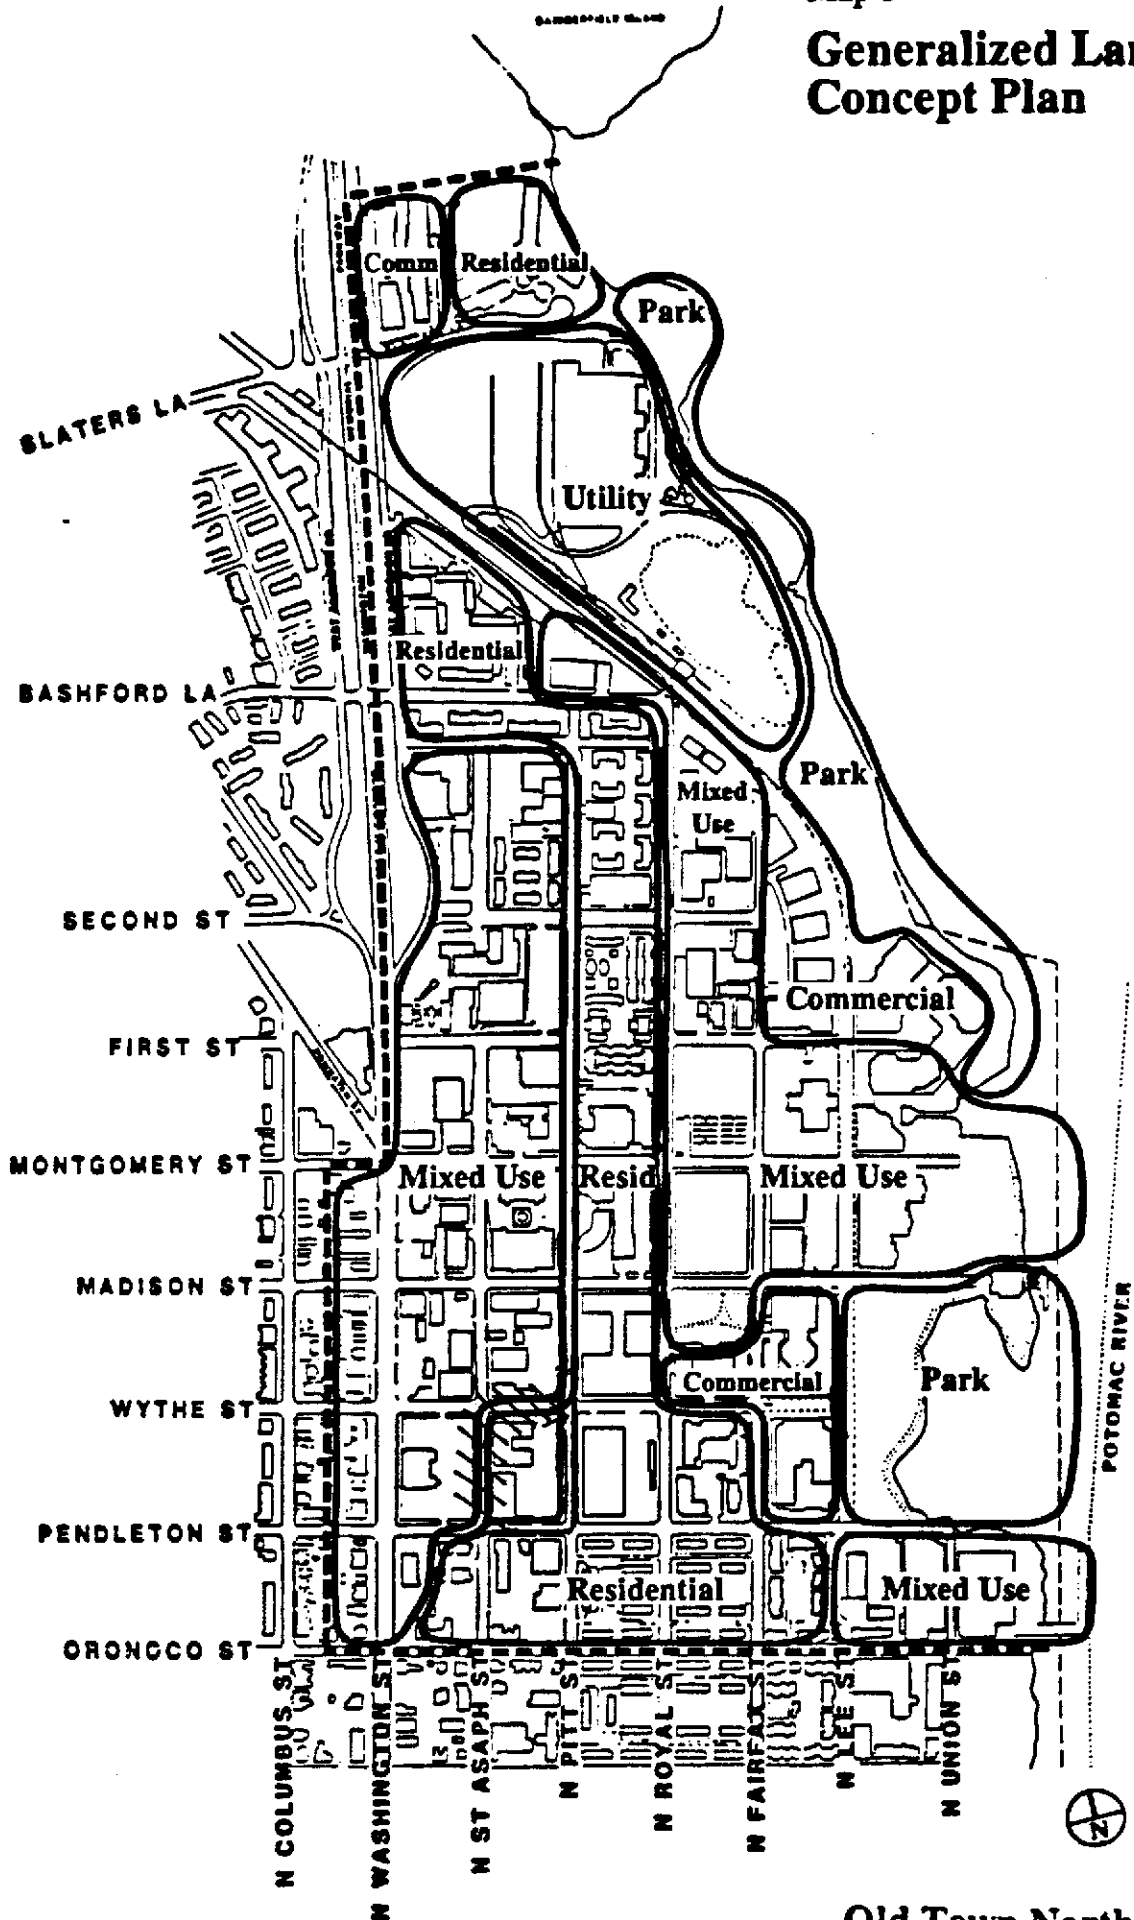 Generalized Lan
Concept Plan
Comm
Residential
Park
SLATERS LA
Utility
Residential
BASHFORD LA
Park
Mixed
Use
SECOND ST
Commercial
FIRST ST
MONTGOMERY ST
Mixed Use
Resid
Mixed Use
MADISON ST
Commercial
Park
WYTHE ST
POTOMAC RIVER
PENDLETON ST
Residential
Mixed Use
ORONOCO ST
N COLUMBUS ST
N WASHINGTON ST
N ST ASAPH ST
N PITT ST
N ROYAL ST
N FAIRFAX ST
N LEE ST
N UNION ST
N
Old Town North